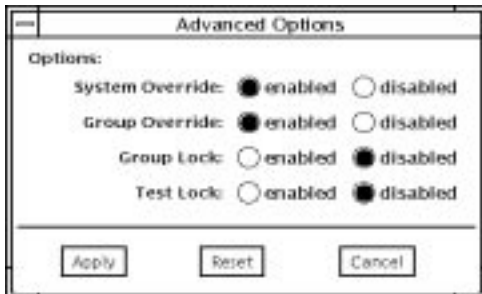 Advanced Options
Options:
System Override: enabled disabled
Group Override: enabled disabled
Group Lock: enabled disabled
Test Lock: enabled disabled
Apply Reset Cancel